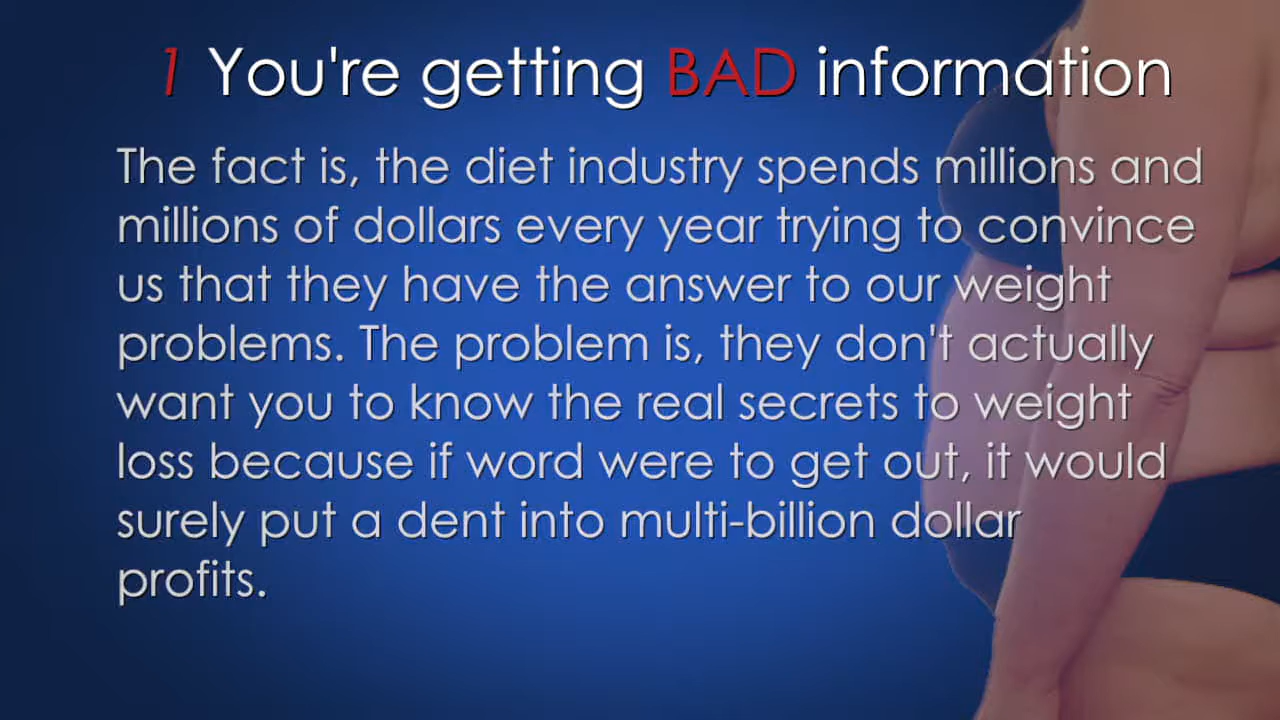 1 You're getting BAD information
The fact is, the diet industry spends millions and
millions of dollars every year trying to convince
us that they have the answer to our weight
problems. The problem is, they don't actually
want you to know the real secrets to weight
loss because if word were to get out, it would
surely put a dent into multi-billion dollar
profits.